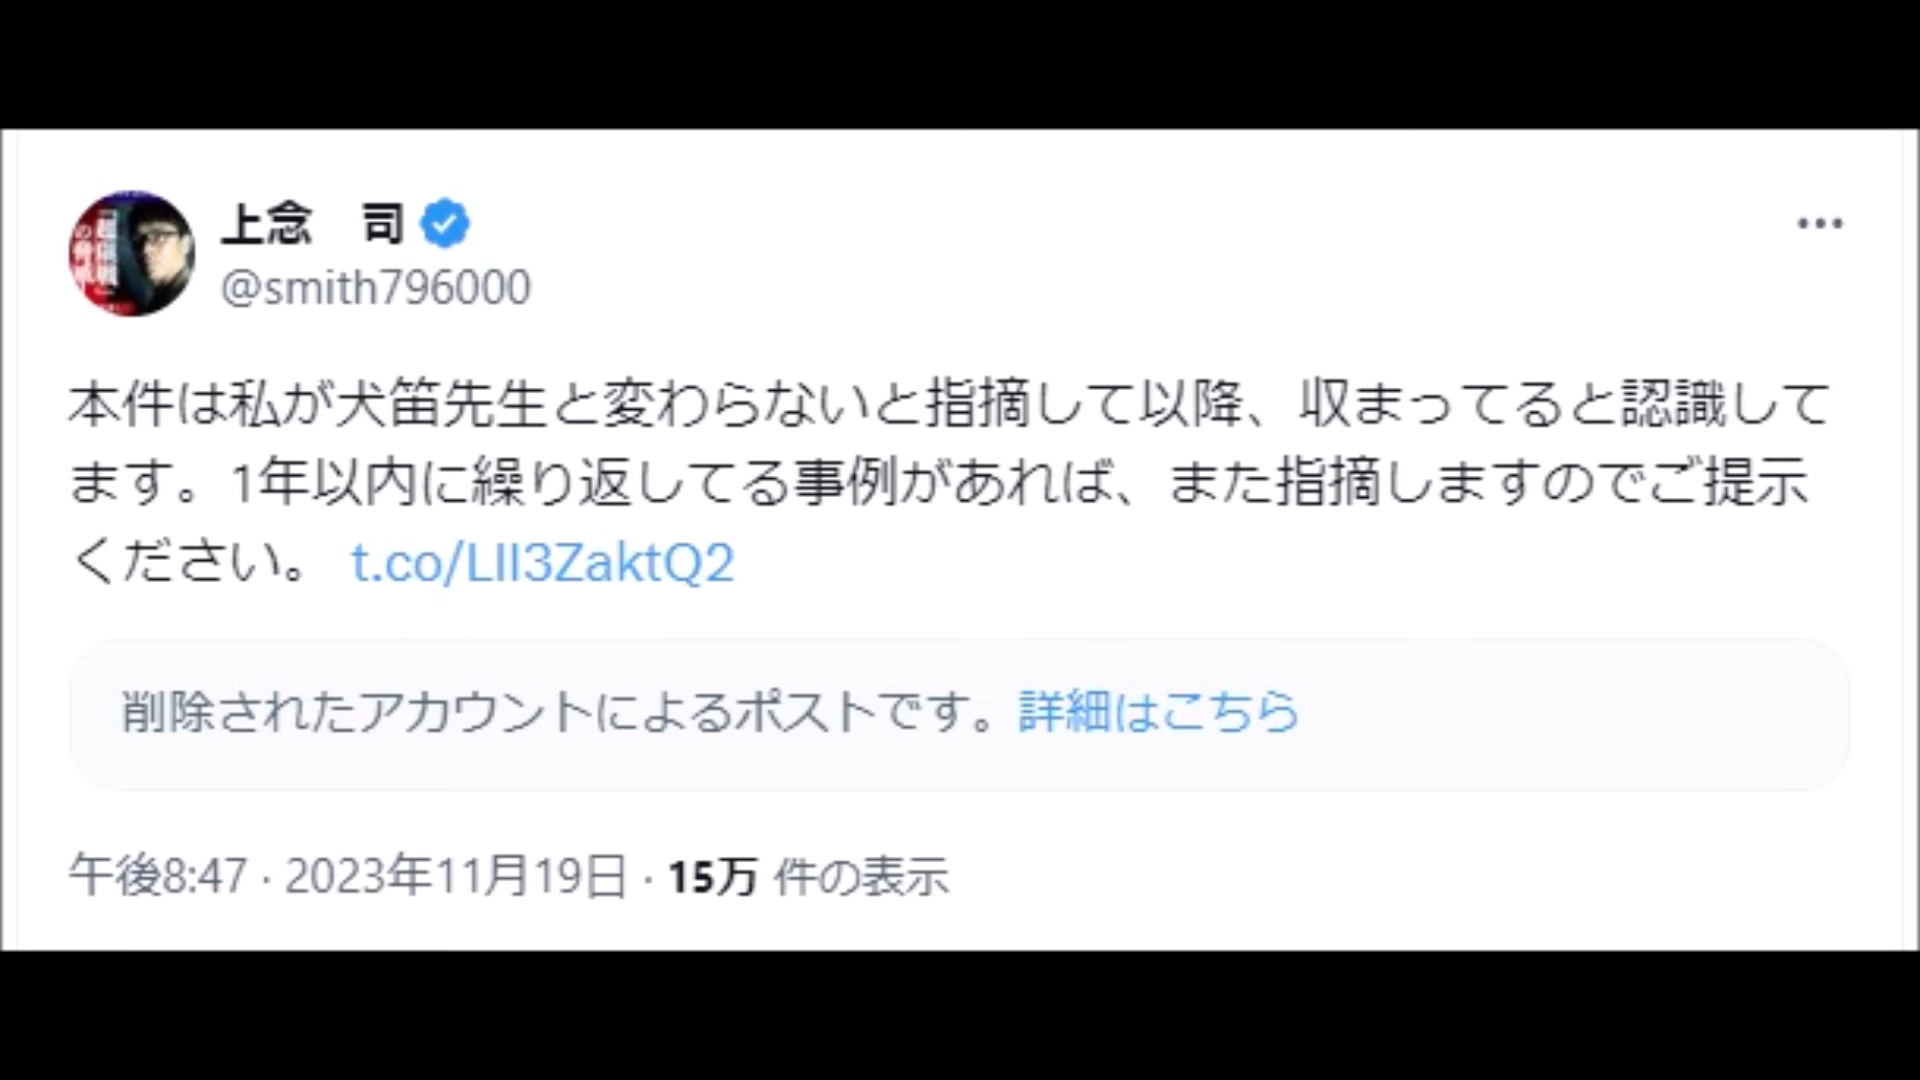 上念　司
@smith796000
本件は私が犬笛先生と変わらないと指摘して以降、収まってると認識して
ます。1年以内に繰り返してる事例があれば、また指摘しますのでご提示
ください。 t.co/LII3ZaktQ2
削除されたアカウントによるポストです。詳細はこちら
午後8:47 · 2023年11月19日 · 15万 件の表示